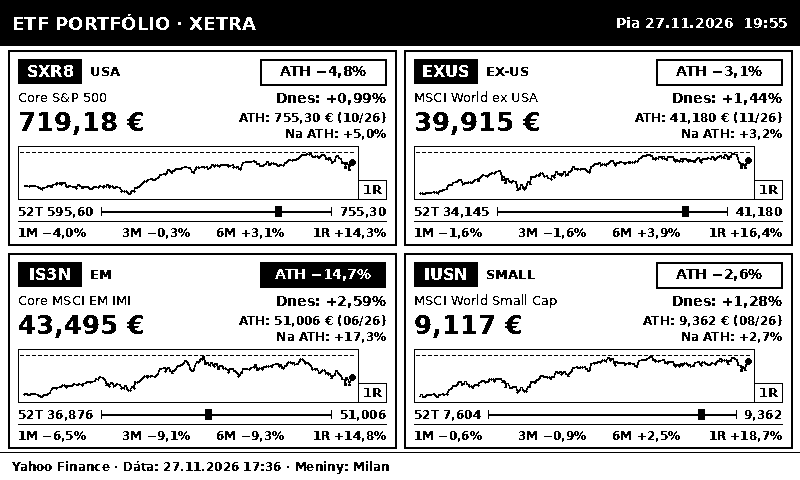 ETF PORTFÓLIO · XETRA
Pia 27.11.2026 19:55
SXR8 USA ATH −4,8%
Core S&P 500 Dnes: +0,99%
719,18 € ATH: 755,30 € (10/26)
Na ATH: +5,0%
1R
52T 595,60 755,30
1M −4,0% 3M −0,3% 6M +3,1% 1R +14,3%
EXUS EX-US ATH −3,1%
MSCI World ex USA Dnes: +1,44%
39,915 € ATH: 41,180 € (11/26)
Na ATH: +3,2%
1R
52T 34,145 41,180
1M −1,6% 3M −1,6% 6M +3,9% 1R +16,4%
IS3N EM ATH −14,7%
Core MSCI EM IMI Dnes: +2,59%
43,495 € ATH: 51,006 € (06/26)
Na ATH: +17,3%
1R
52T 36,876 51,006
1M −6,5% 3M −9,1% 6M −9,3% 1R +14,8%
IUSN SMALL ATH −2,6%
MSCI World Small Cap Dnes: +1,28%
9,117 € ATH: 9,362 € (08/26)
Na ATH: +2,7%
1R
52T 7,604 9,362
1M −0,6% 3M −0,9% 6M +2,5% 1R +18,7%
Yahoo Finance · Dáta: 27.11.2026 17:36 · Meniny: Milan